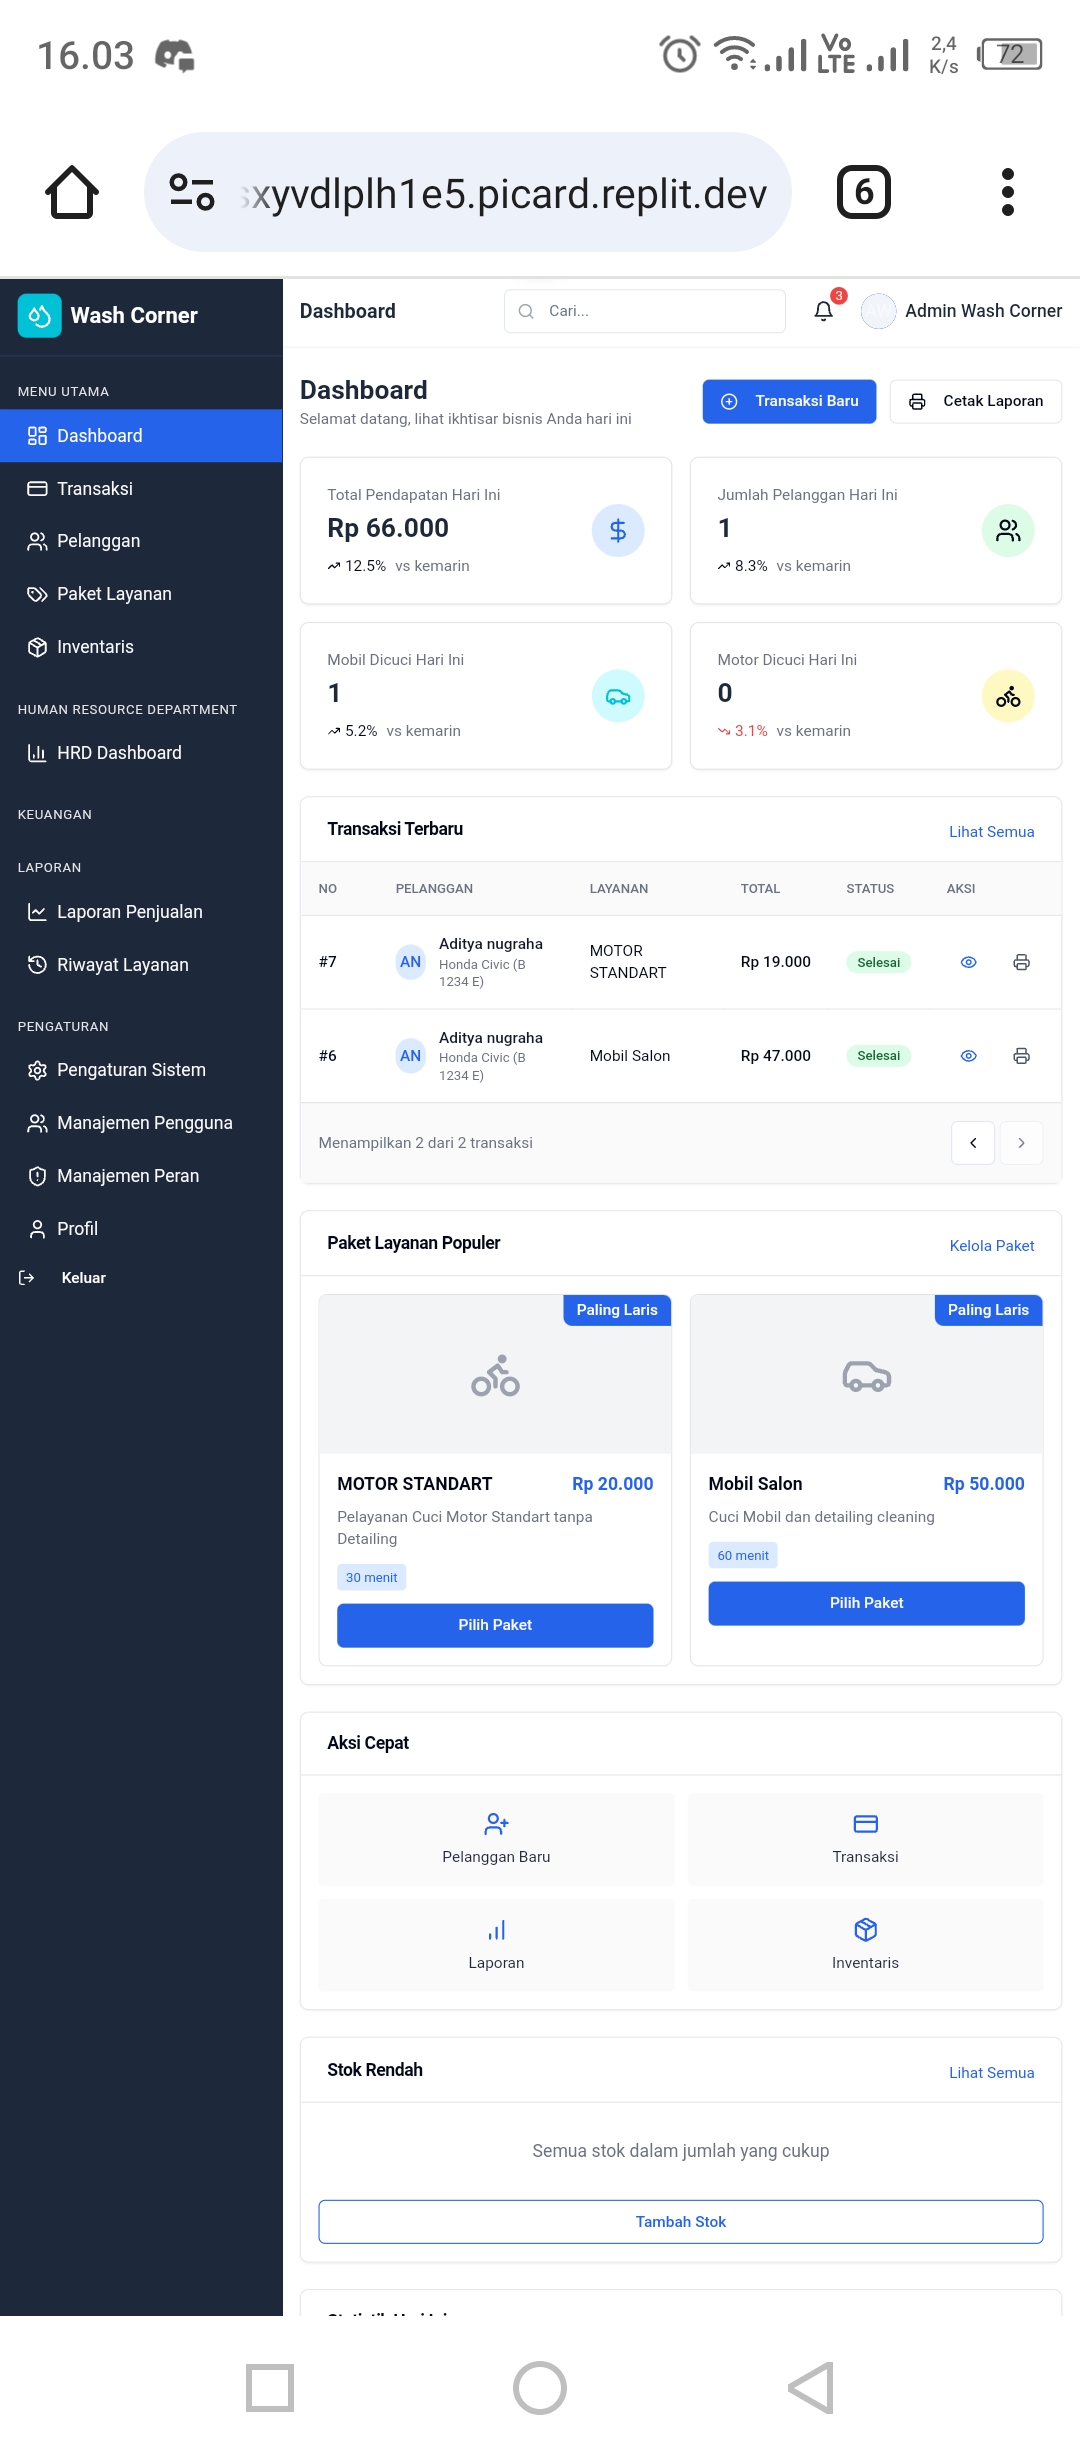 16.03
Vo
LTE
2,4
K/s
72
xyvdlplh1e5.picard.replit.dev
6
Wash Corner
Dashboard
Cari...
3
Admin Wash Corner
MENU UTAMA
Dashboard
Transaksi
Pelanggan
Paket Layanan
Inventaris
HUMAN RESOURCE DEPARTMENT
HRD Dashboard
KEUANGAN
LAPORAN
Laporan Penjualan
Riwayat Layanan
PENGATURAN
Pengaturan Sistem
Manajemen Pengguna
Manajemen Peran
Profil
Keluar
Dashboard
Selamat datang, lihat ikhtisar bisnis Anda hari ini
Transaksi Baru
Cetak Laporan
Total Pendapatan Hari Ini
Rp 66.000
12.5% vs kemarin
Jumlah Pelanggan Hari Ini
1
8.3% vs kemarin
Mobil Dicuci Hari Ini
1
5.2% vs kemarin
Motor Dicuci Hari Ini
0
3.1% vs kemarin
Transaksi Terbaru
Lihat Semua
NO PELANGGAN LAYANAN TOTAL STATUS AKSI
#7
AN
Aditya nugraha
Honda Civic (B
1234 E)
MOTOR
STANDART
Rp 19.000
Selesai
#6
AN
Aditya nugraha
Honda Civic (B
1234 E)
Mobil Salon
Rp 47.000
Selesai
Menampilkan 2 dari 2 transaksi
Paket Layanan Populer
Kelola Paket
Paling Laris
MOTOR STANDART
Rp 20.000
Pelayanan Cuci Motor Standart tanpa
Detailing
30 menit
Pilih Paket
Paling Laris
Mobil Salon
Rp 50.000
Cuci Mobil dan detailing cleaning
60 menit
Pilih Paket
Aksi Cepat
Pelanggan Baru
Transaksi
Laporan
Inventaris
Stok Rendah
Lihat Semua
Semua stok dalam jumlah yang cukup
Tambah Stok